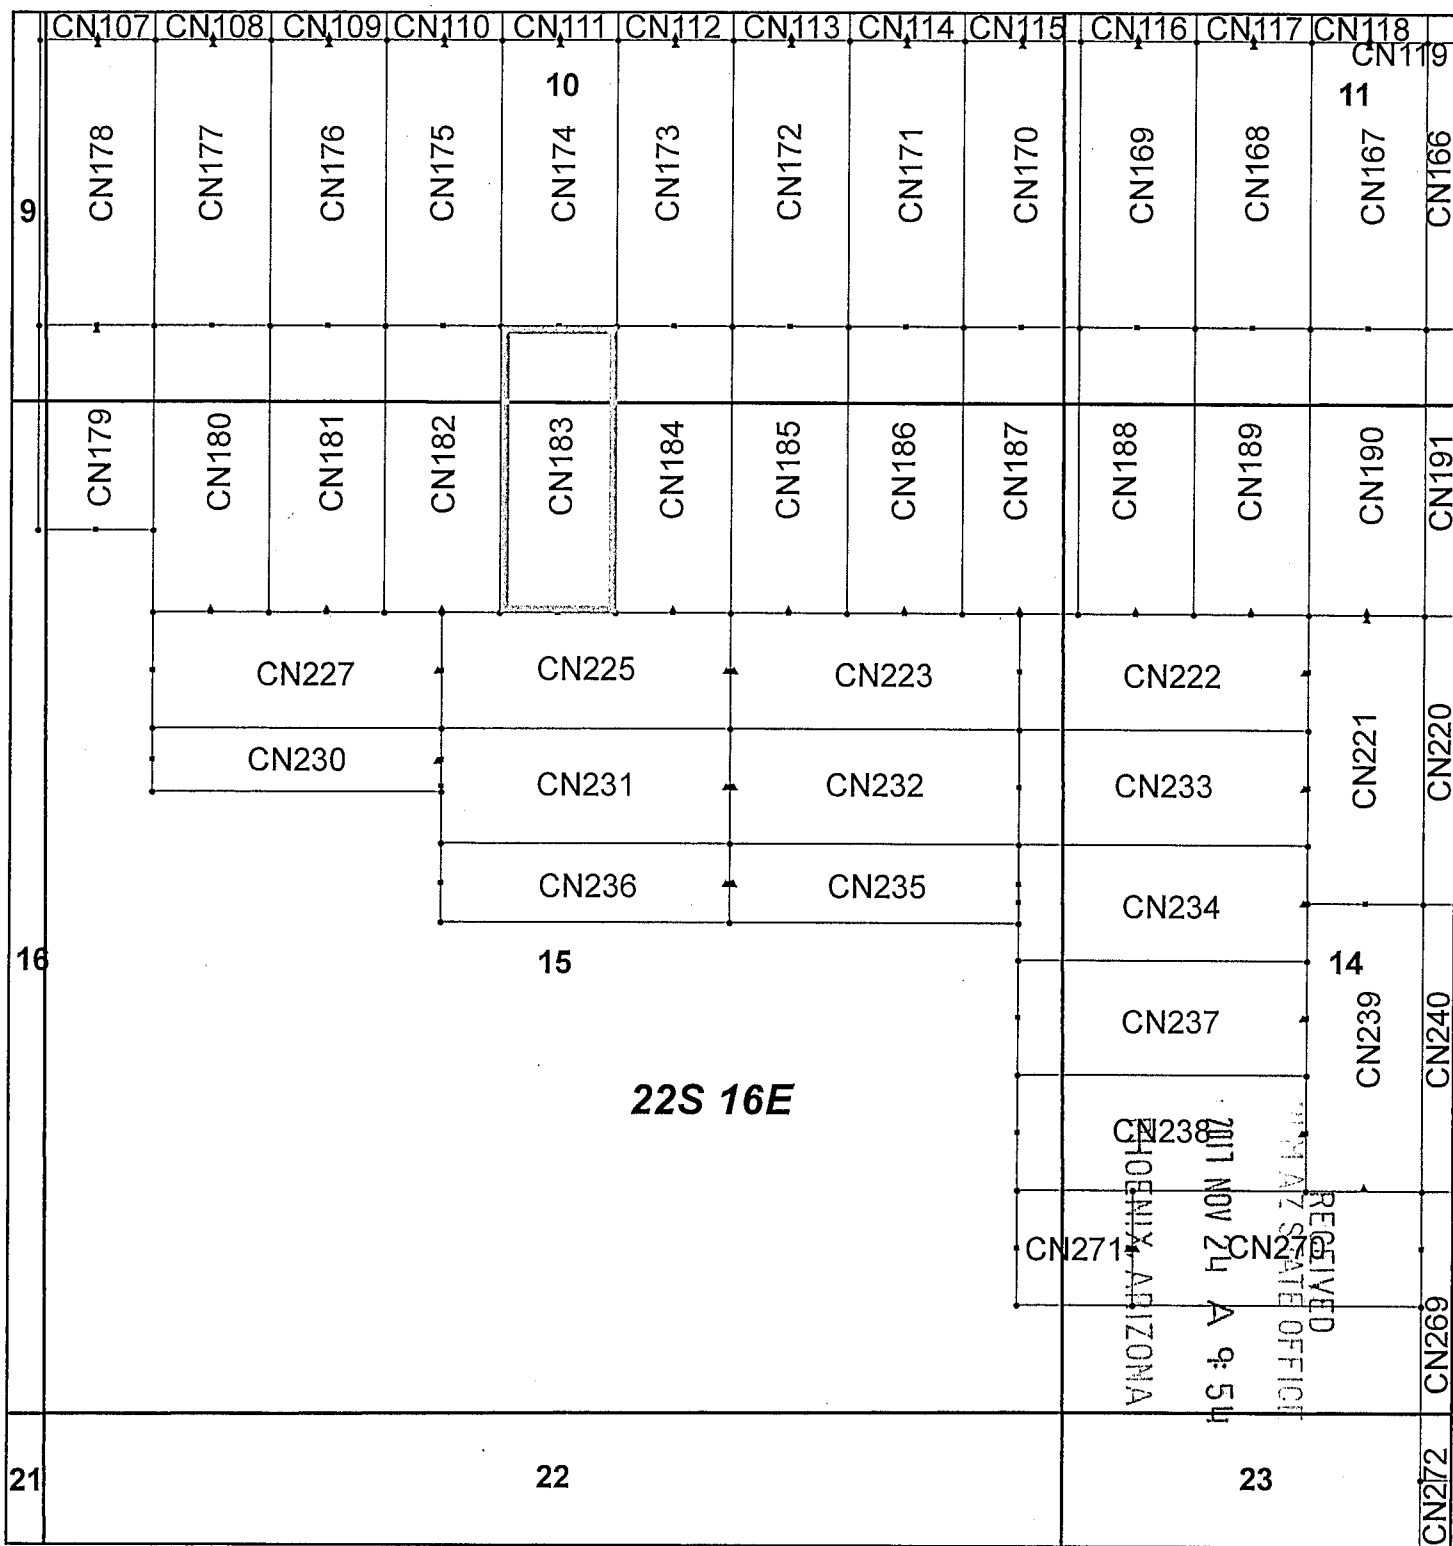 CN107 CN108 CN109 CN110 CN111 CN112 CN113 CN114 CN115 CN116 CN117 CN118
CN119
10 11
CN178 CN177 CN176 CN175 CN174 CN173 CN172 CN171 CN170 CN169 CN168 CN167 CN166
9
CN179 CN180 CN181 CN182 CN183 CN184 CN185 CN186 CN187 CN188 CN189 CN190 CN191
CN227 CN225 CN223 CN222
CN221 CN220
CN230 CN231 CN232 CN233
CN236 CN235 CN234
16 15 14
CN237 CN239 CN240
22S 16E
CN238
CN271 CN270
CN269
RECEIVED
AZ STATE OFFICE
2011 NOV 24 A 9:54
PHOENIX, ARIZONA
21 22 23
CN272